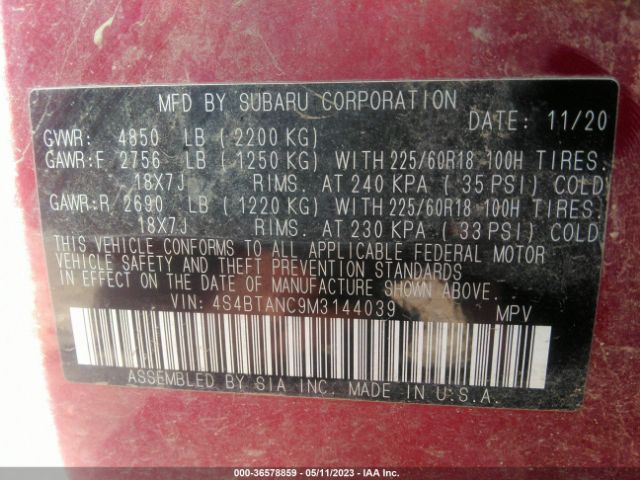 MFD BY SUBARU CORPORATION
DATE: 11/20
GVWR: 4850 LB ( 2200 KG)
GAWR:F 2756 LB ( 1250 KG) WITH 225/60R18 100H TIRES.
18X7J RIMS. AT 240 KPA ( 35 PSI) COLD
GAWR:R 2690 LB ( 1220 KG) WITH 225/60R18 100H TIRES.
18X7J RIMS. AT 230 KPA ( 33 PSI) COLD
THIS VEHICLE CONFORMS TO ALL APPLICABLE FEDERAL MOTOR
VEHICLE SAFETY AND THEFT PREVENTION STANDARDS
IN EFFECT ON THE DATE OF MANUFACTURE SHOWN ABOVE.
VIN: 4S4BTANC9M3144039 MPV
ASSEMBLED BY SIA INC. MADE IN U.S.A.
000-36578859 - 05/11/2023 - IAA Inc.